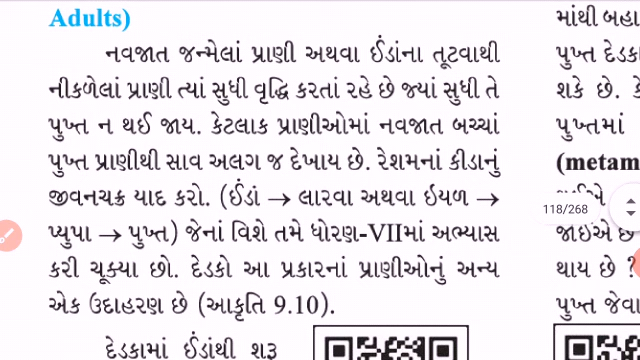 Adults)
નવજાત જન્મેલાં પ્રાણી અથવા ઈંડાંના તૂટવાથી
નીકળેલાં પ્રાણી ત્યાં સુધી વૃદ્ધિ કરતાં રહે છે જ્યાં સુધી તે
પુખ્ત ન થઈ જાય. કેટલાક પ્રાણીઓમાં નવજાત બચ્ચાં
પુખ્ત પ્રાણીથી સાવ અલગ જ દેખાય છે. રેશમનાં કીડાનું
જીવનચક્ર યાદ કરો. (ઈંડાં → લારવા અથવા ઇયળ →
પ્યુપા → પુખ્ત) જેનાં વિશે તમે ધોરણ-VIIમાં અભ્યાસ
કરી ચૂક્યા છો. દેડકો આ પ્રકારનાં પ્રાણીઓનું અન્ય
એક ઉદાહરણ છે (આકૃતિ 9.10).
દેડકામાં ઈંડાંથી શરૂ
માંથી બહા
પુખ્ત દેડકા
શકે છે. કે
પુખ્તમાં
(metam
118/268
જાઇએ છ
થાય છે ?
પુખ્ત જેવા